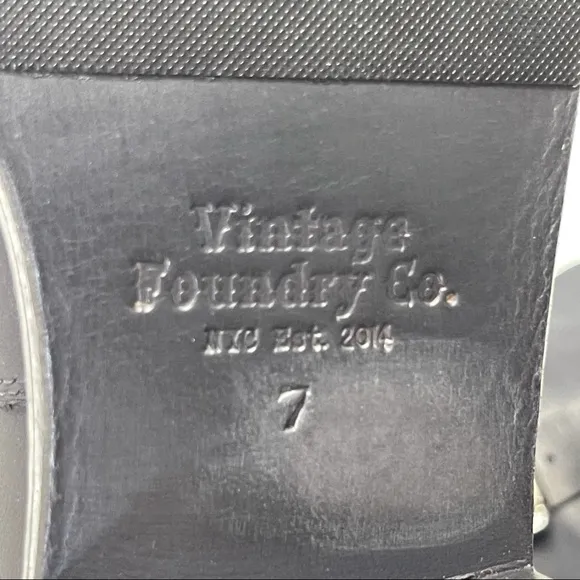 Vintage
Foundry Co.
NYC Est. 2014
7